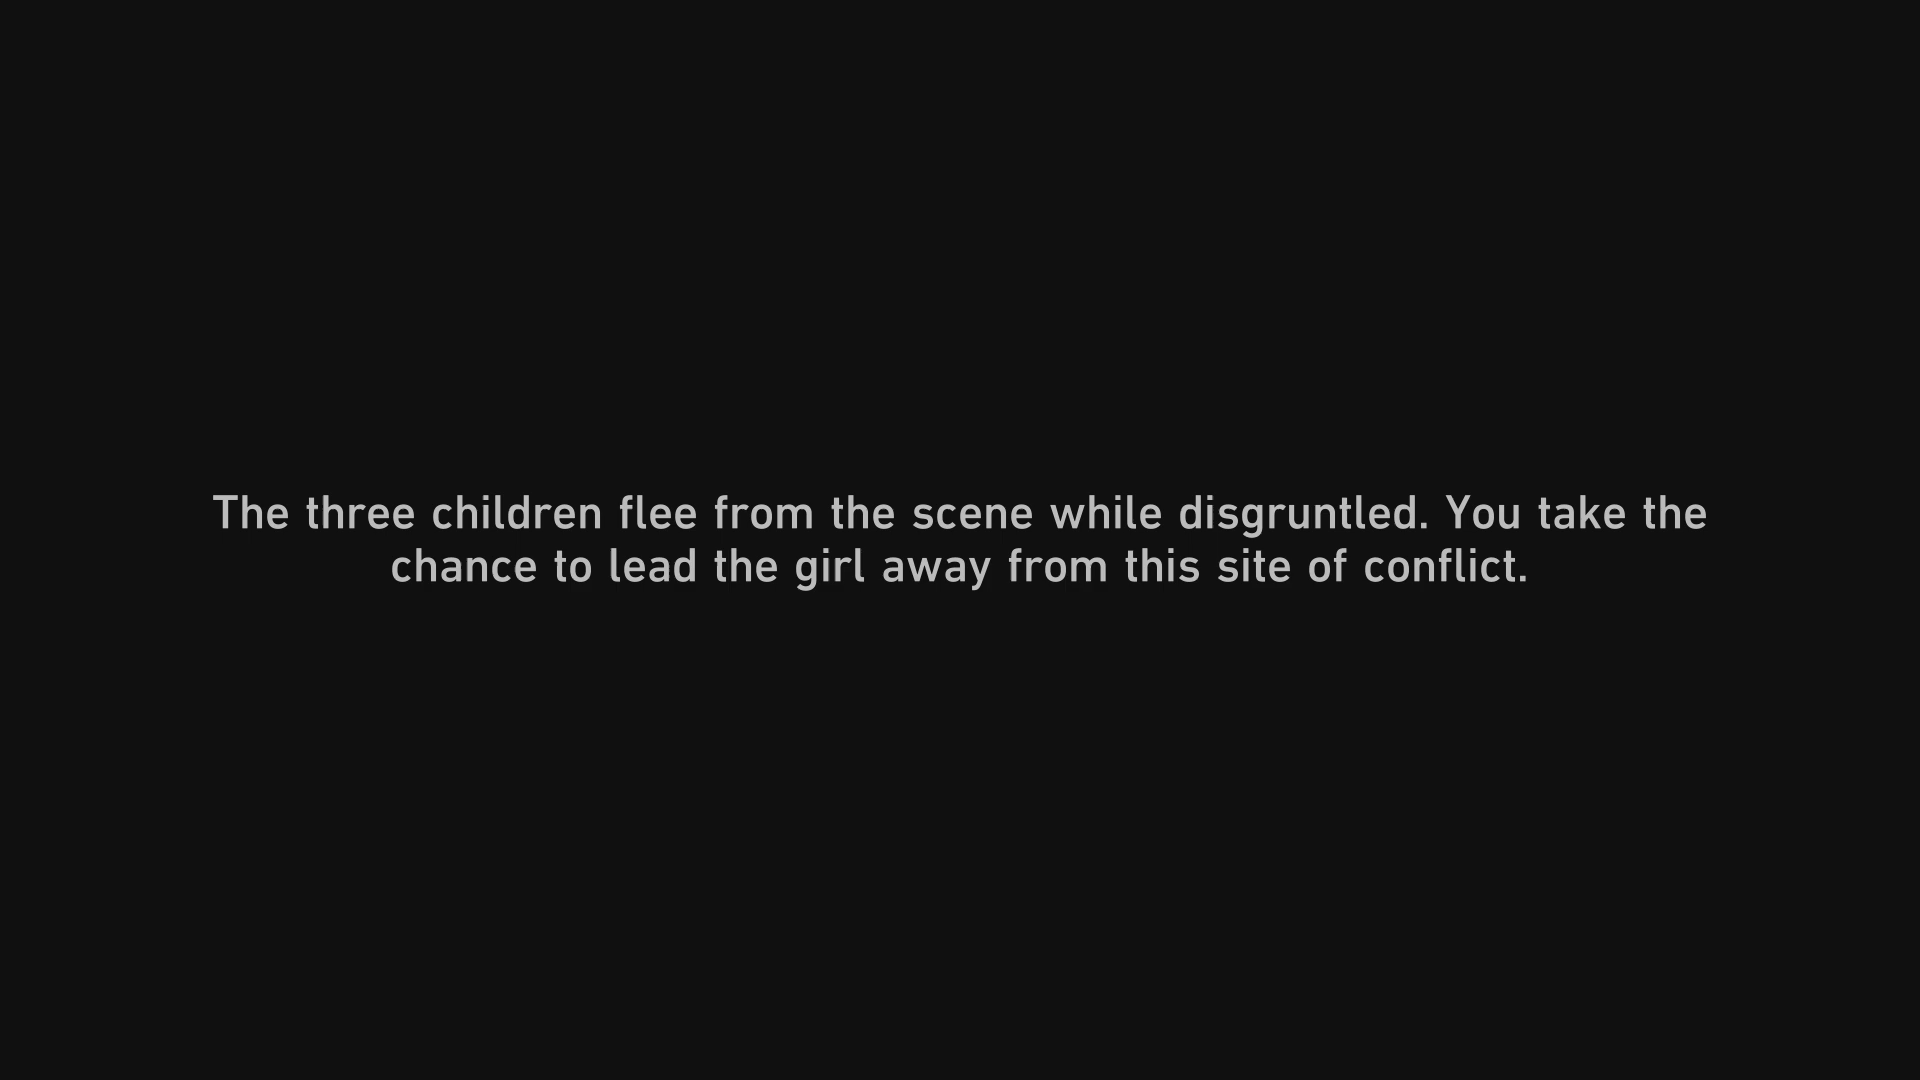 The three children flee from the scene while disgruntled. You take the
chance to lead the girl away from this site of conflict.